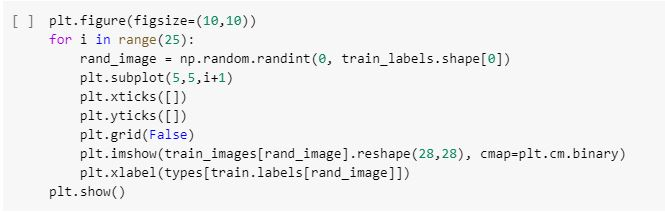 [ ] plt.figure(figsize=(10,10))
for i in range(25):
    rand_image = np.random.randint(0, train_labels.shape[0])
    plt.subplot(5,5,i+1)
    plt.xticks([])
    plt.yticks([])
    plt.grid(False)
    plt.imshow(train_images[rand_image].reshape(28,28), cmap=plt.cm.binary)
    plt.xlabel(types[train.labels[rand_image]])
plt.show()